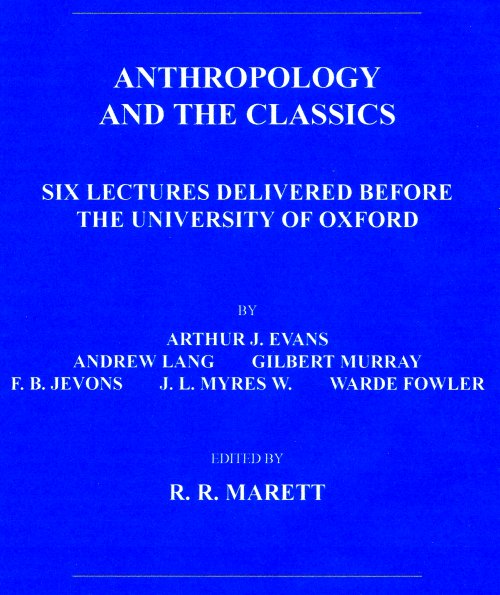 ANTHROPOLOGY
AND THE CLASSICS
SIX LECTURES DELIVERED BEFORE
THE UNIVERSITY OF OXFORD
BY
ARTHUR J. EVANS
ANDREW LANG GILBERT MURRAY
F. B. JEVONS J. L. MYRES W. WARDE FOWLER
EDITED BY
R. R. MARETT